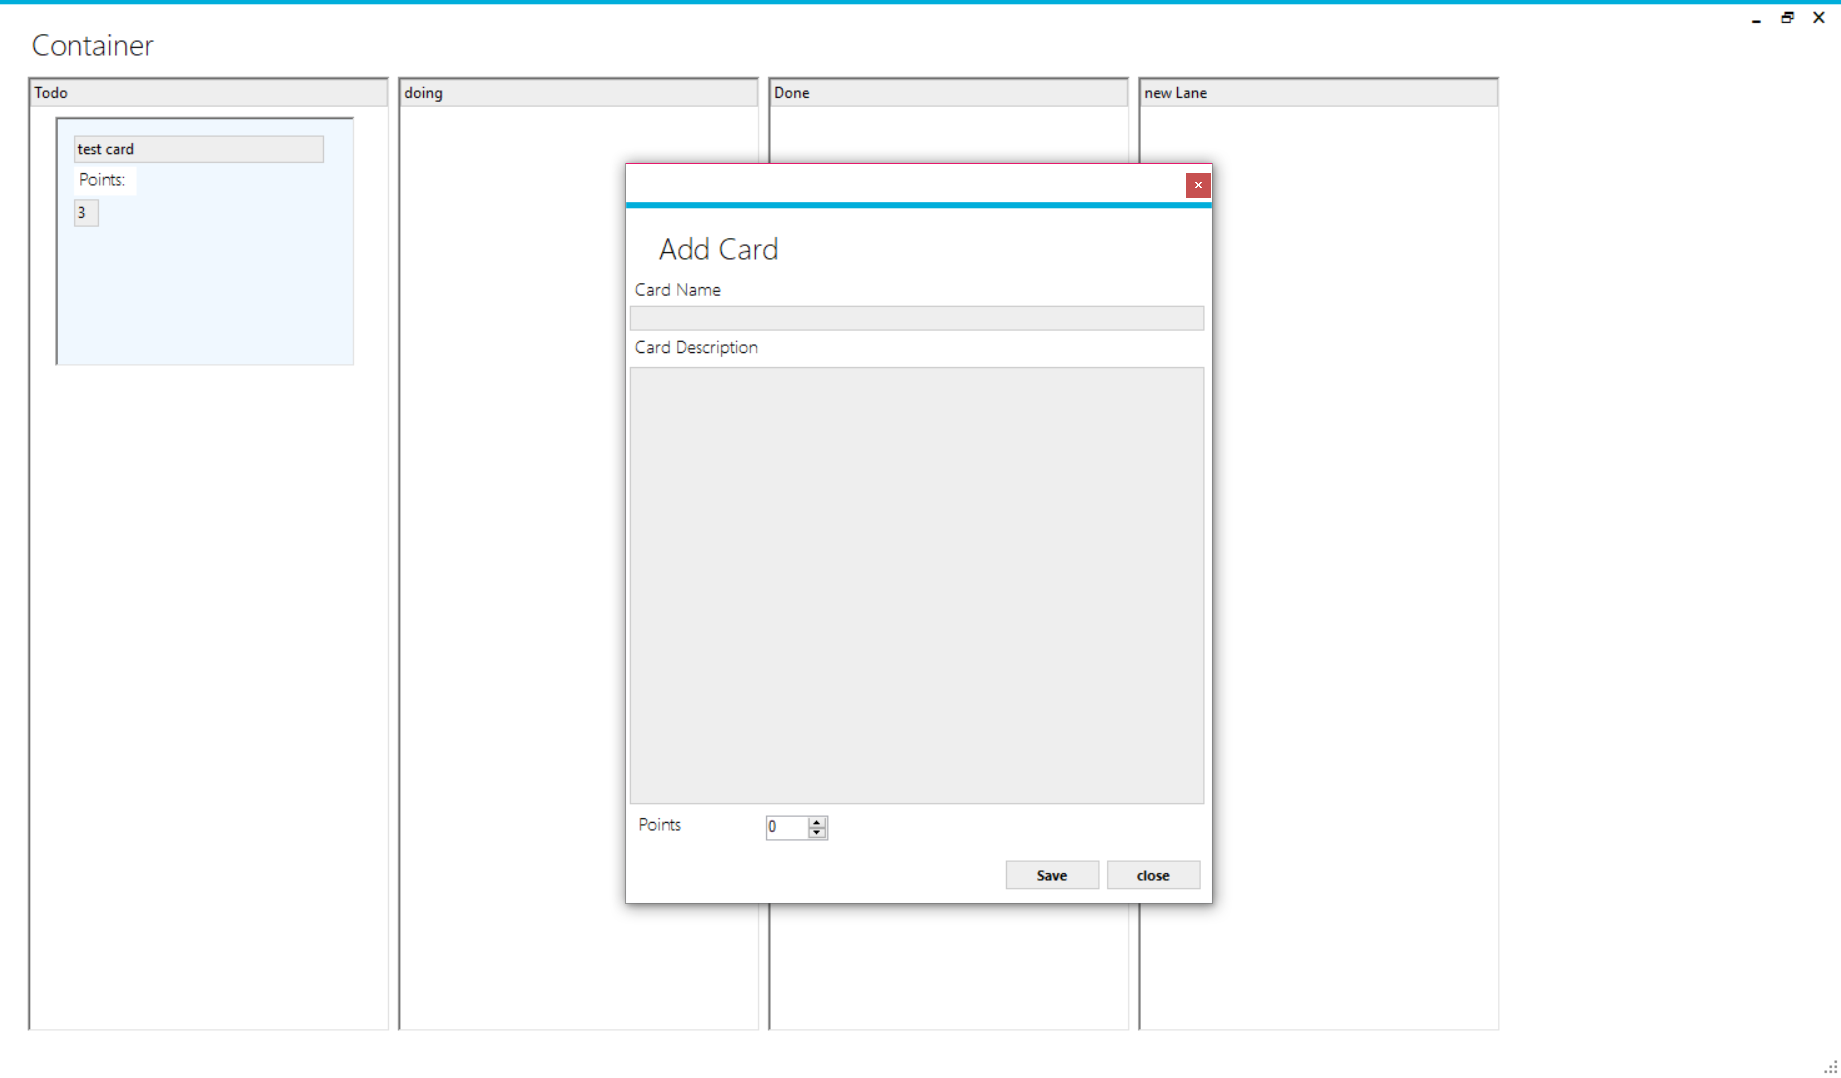 Container
Todo
doing
Done
new Lane
test card
Points:
3
Add Card
Card Name
Card Description
Points
0
Save
close